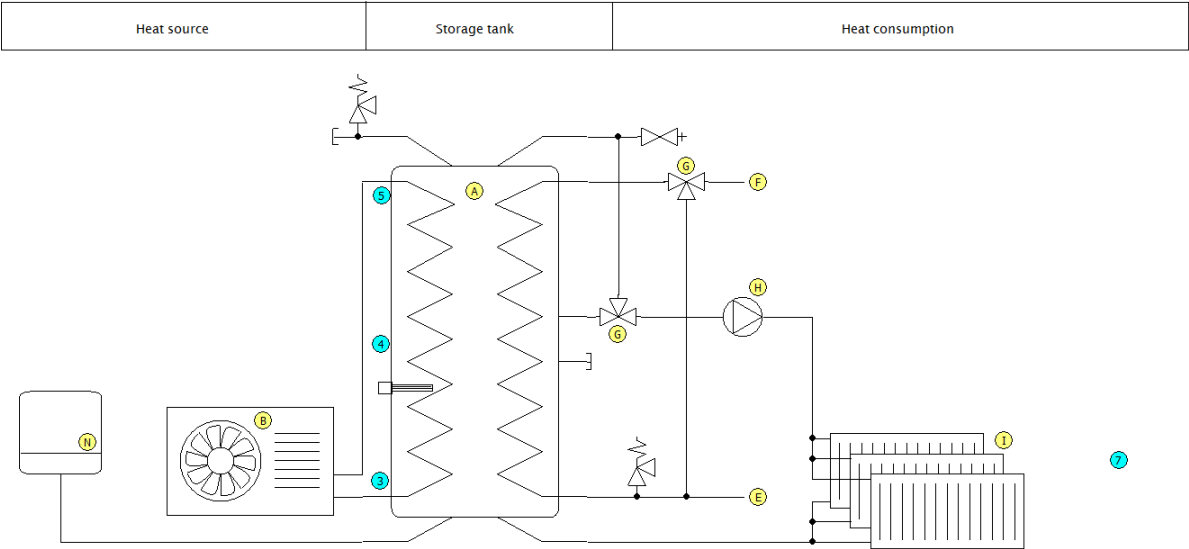 Heat source
Storage tank
Heat consumption
G
5
A
F
H
4
G
B
N
I
7
3
E